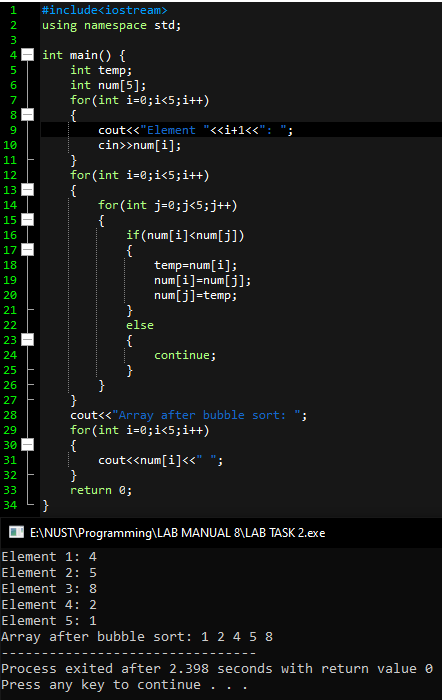 1 #include<iostream>
2 using namespace std;
3
4 int main() {
5     int temp;
6     int num[5];
7     for(int i=0;i<5;i++)
8     {
9         cout<<"Element "<<i+1<<": ";
10         cin>>num[i];
11     }
12     for(int i=0;i<5;i++)
13     {
14         for(int j=0;j<5;j++)
15         {
16             if(num[i]<num[j])
17             {
18                 temp=num[i];
19                 num[i]=num[j];
20                 num[j]=temp;
21             }
22             else
23             {
24                 continue;
25             }
26         }
27     }
28     cout<<"Array after bubble sort: ";
29     for(int i=0;i<5;i++)
30     {
31         cout<<num[i]<<" ";
32     }
33     return 0;
34 }
E:\NUST\Programming\LAB MANUAL 8\LAB TASK 2.exe
Element 1: 4
Element 2: 5
Element 3: 8
Element 4: 2
Element 5: 1
Array after bubble sort: 1 2 4 5 8
--------------------------------
Process exited after 2.398 seconds with return value 0
Press any key to continue . . .